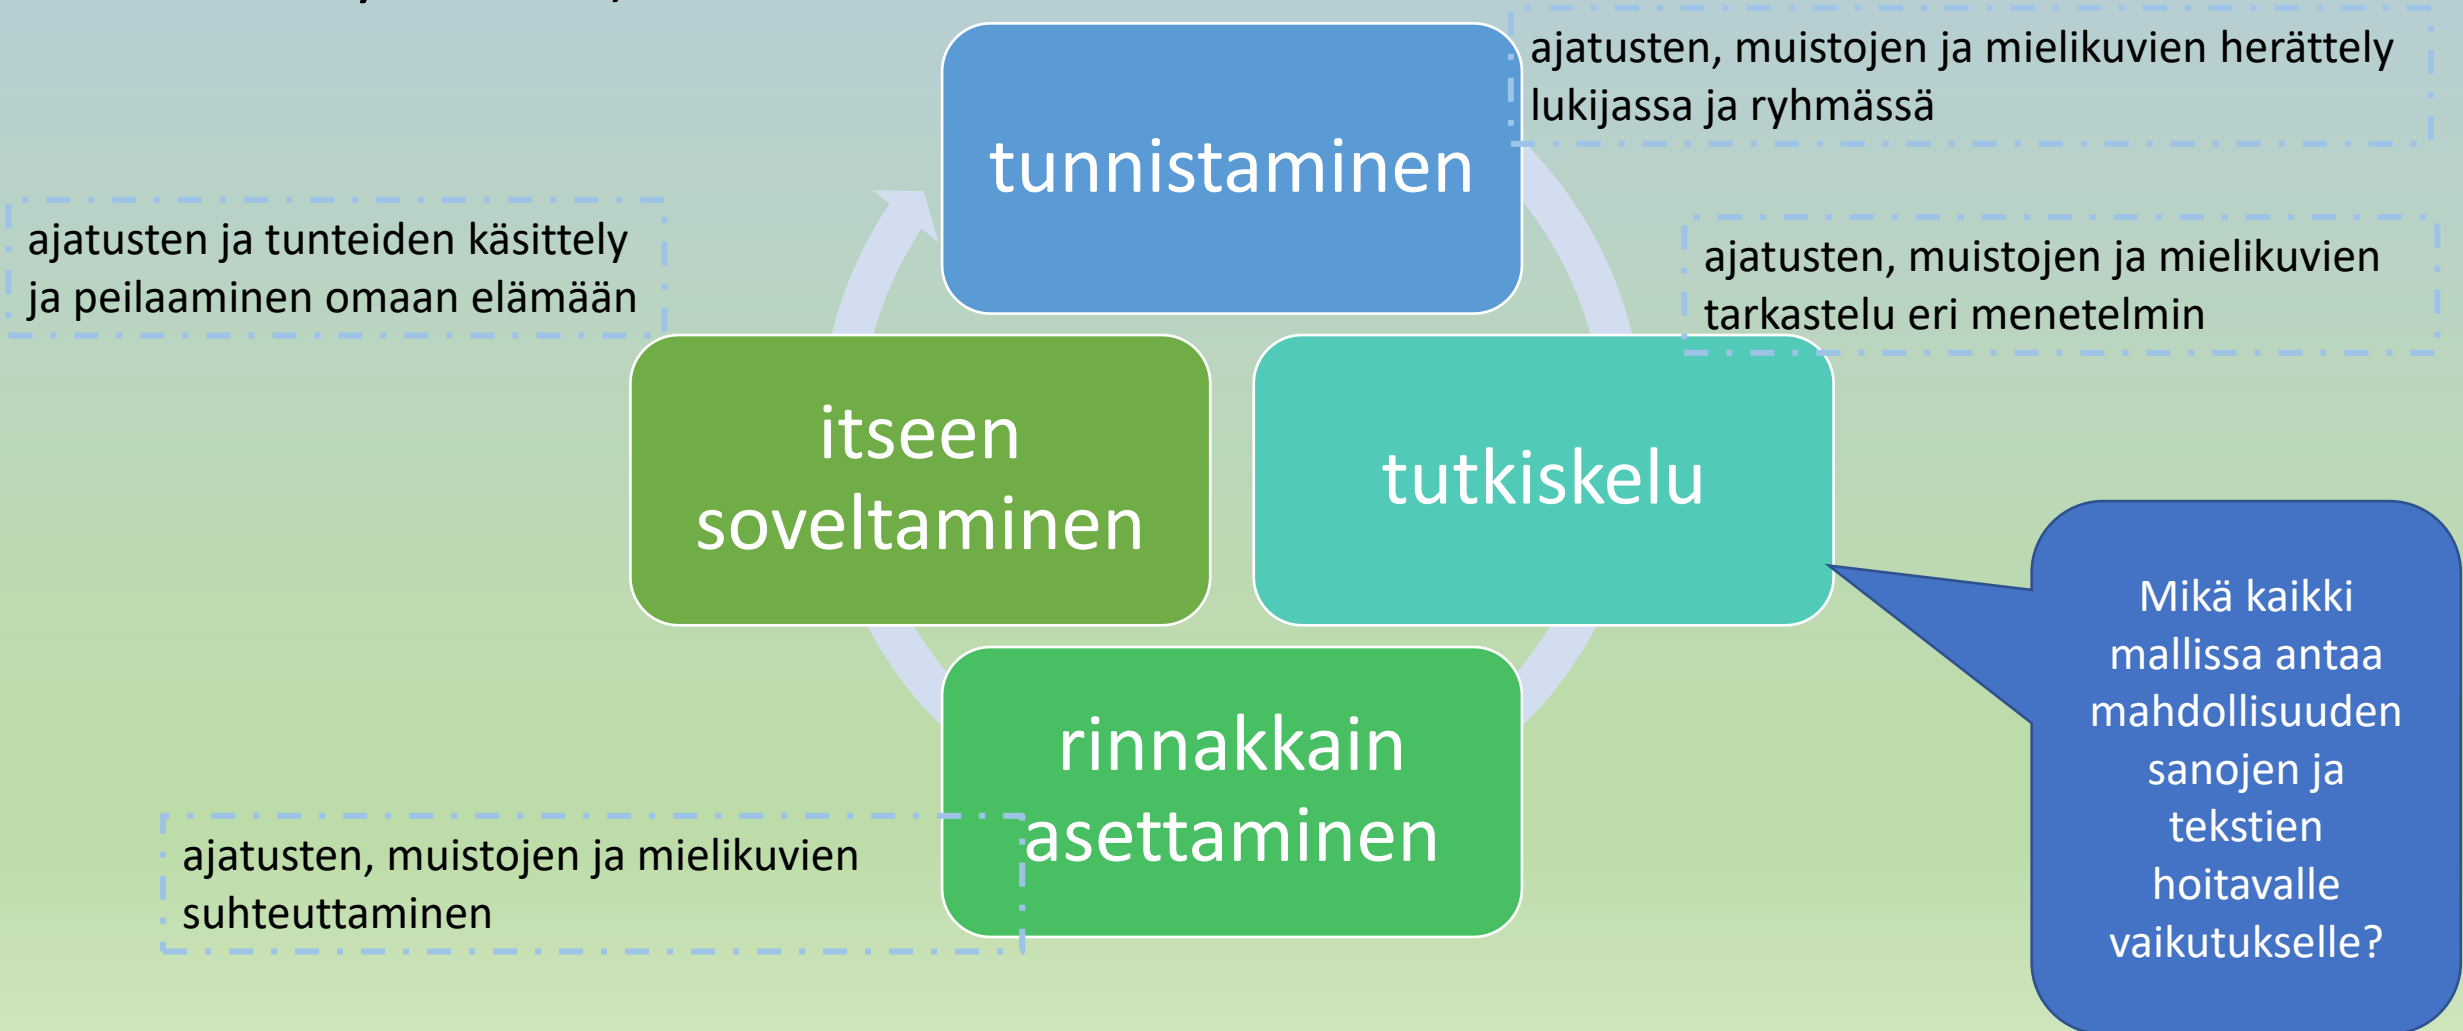 tunnistaminen
ajatusten, muistojen ja mielikuvien herättely
lukijassa ja ryhmässä
ajatusten ja tunteiden käsittely
ja peilaaminen omaan elämään
ajatusten, muistojen ja mielikuvien
tarkastelu eri menetelmin
itseen
soveltaminen
tutkiskelu
Mikä kaikki
mallissa antaa
mahdollisuuden
sanojen ja
tekstien
hoitavalle
vaikutukselle?
rinnakkain
asettaminen
ajatusten, muistojen ja mielikuvien
suhteuttaminen